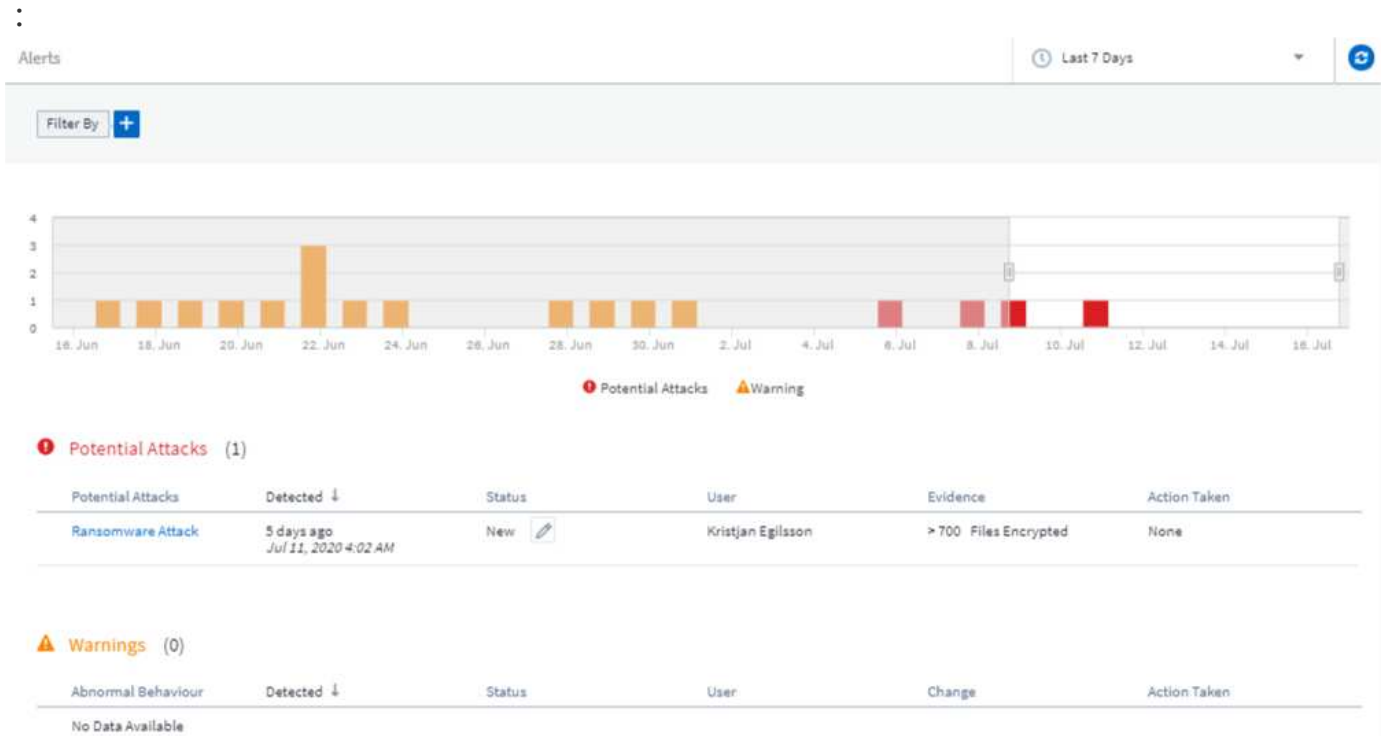 :
Alerts
Last 7 Days
Filter By +
4
3
2
1
0
16. Jun 18. Jun 20. Jun 22. Jun 24. Jun 26. Jun 28. Jun 30. Jun 2. Jul 4. Jul 6. Jul 8. Jul 10. Jul 12. Jul 14. Jul 16. Jul
Potential Attacks Warning
Potential Attacks (1)
Potential Attacks Detected ↓ Status User Evidence Action Taken
Ransomware Attack 5 days ago New Kristjan Egilsson > 700 Files Encrypted None
Jul 11, 2020 4:02 AM
Warnings (0)
Abnormal Behaviour Detected ↓ Status User Change Action Taken
No Data Available